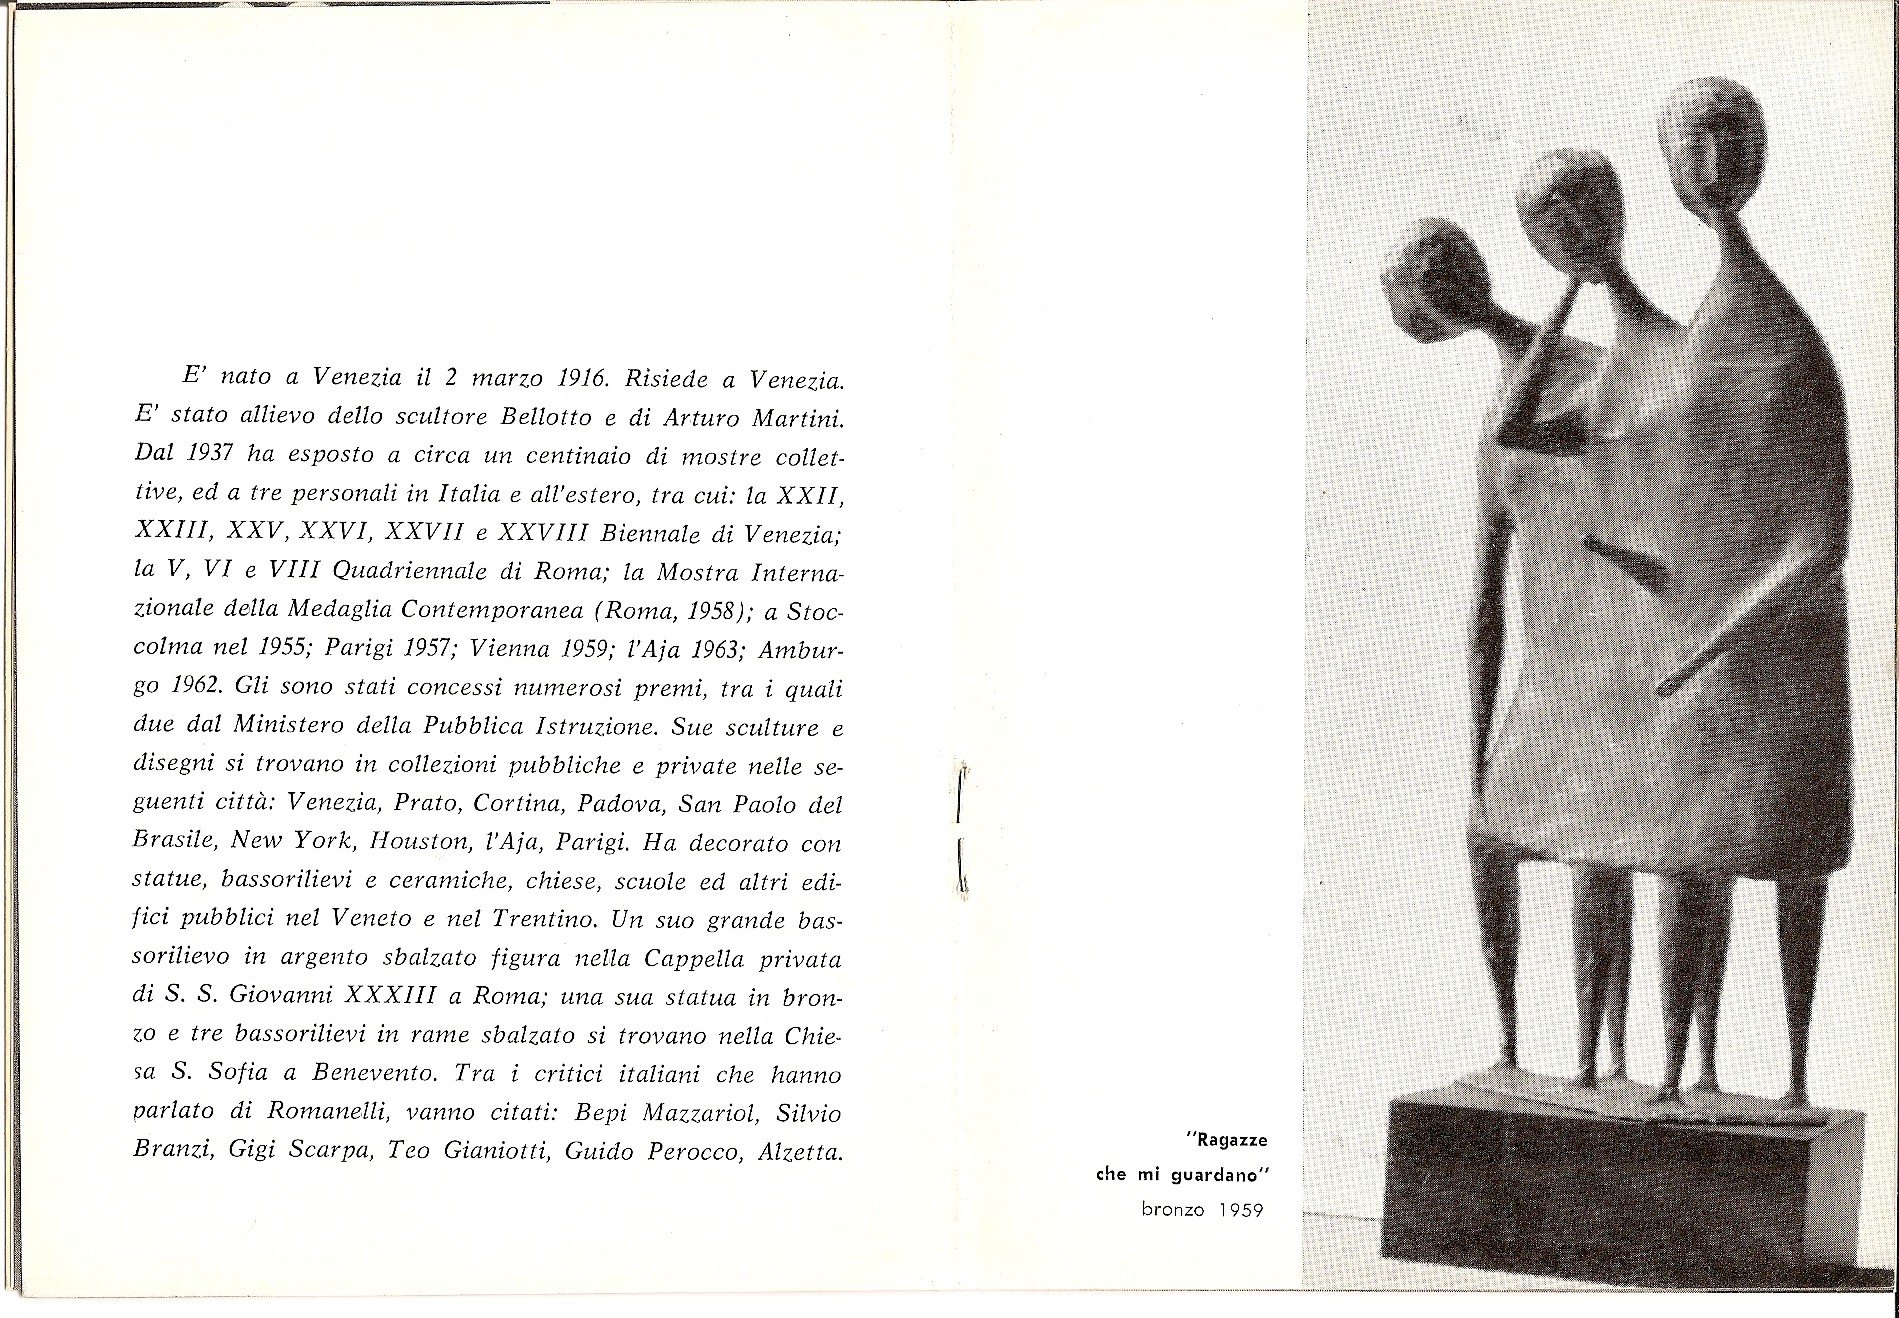 E' nato a Venezia il 2 marzo 1916. Risiede a Venezia.
E' stato allievo dello scultore Bellotto e di Arturo Martini.
Dal 1937 ha esposto a circa un centinaio di mostre collet-
tive, ed a tre personali in Italia e all'estero, tra cui: la XXII,
XXIII, XXV, XXVI, XXVII e XXVIII Biennale di Venezia;
la V, VI e VIII Quadriennale di Roma; la Mostra Interna-
zionale della Medaglia Contemporanea (Roma, 1958); a Stoc-
colma nel 1955; Parigi 1957; Vienna 1959; l'Aja 1963; Ambur-
go 1962. Gli sono stati concessi numerosi premi, tra i quali
due dal Ministero della Pubblica Istruzione. Sue sculture e
disegni si trovano in collezioni pubbliche e private nelle se-
guenti città: Venezia, Prato, Cortina, Padova, San Paolo del
Brasile, New York, Houston, l'Aja, Parigi. Ha decorato con
statue, bassorilievi e ceramiche, chiese, scuole ed altri edi-
fici pubblici nel Veneto e nel Trentino. Un suo grande bas-
sorilievo in argento sbalzato figura nella Cappella privata
di S. S. Giovanni XXXIII a Roma; una sua statua in bron-
zo e tre bassorilievi in rame sbalzato si trovano nella Chie-
sa S. Sofia a Benevento. Tra i critici italiani che hanno
parlato di Romanelli, vanno citati: Bepi Mazzariol, Silvio
Branzi, Gigi Scarpa, Teo Gianiotti, Guido Perocco, Alzetta.
"Ragazze
che mi guardano"
bronzo 1959